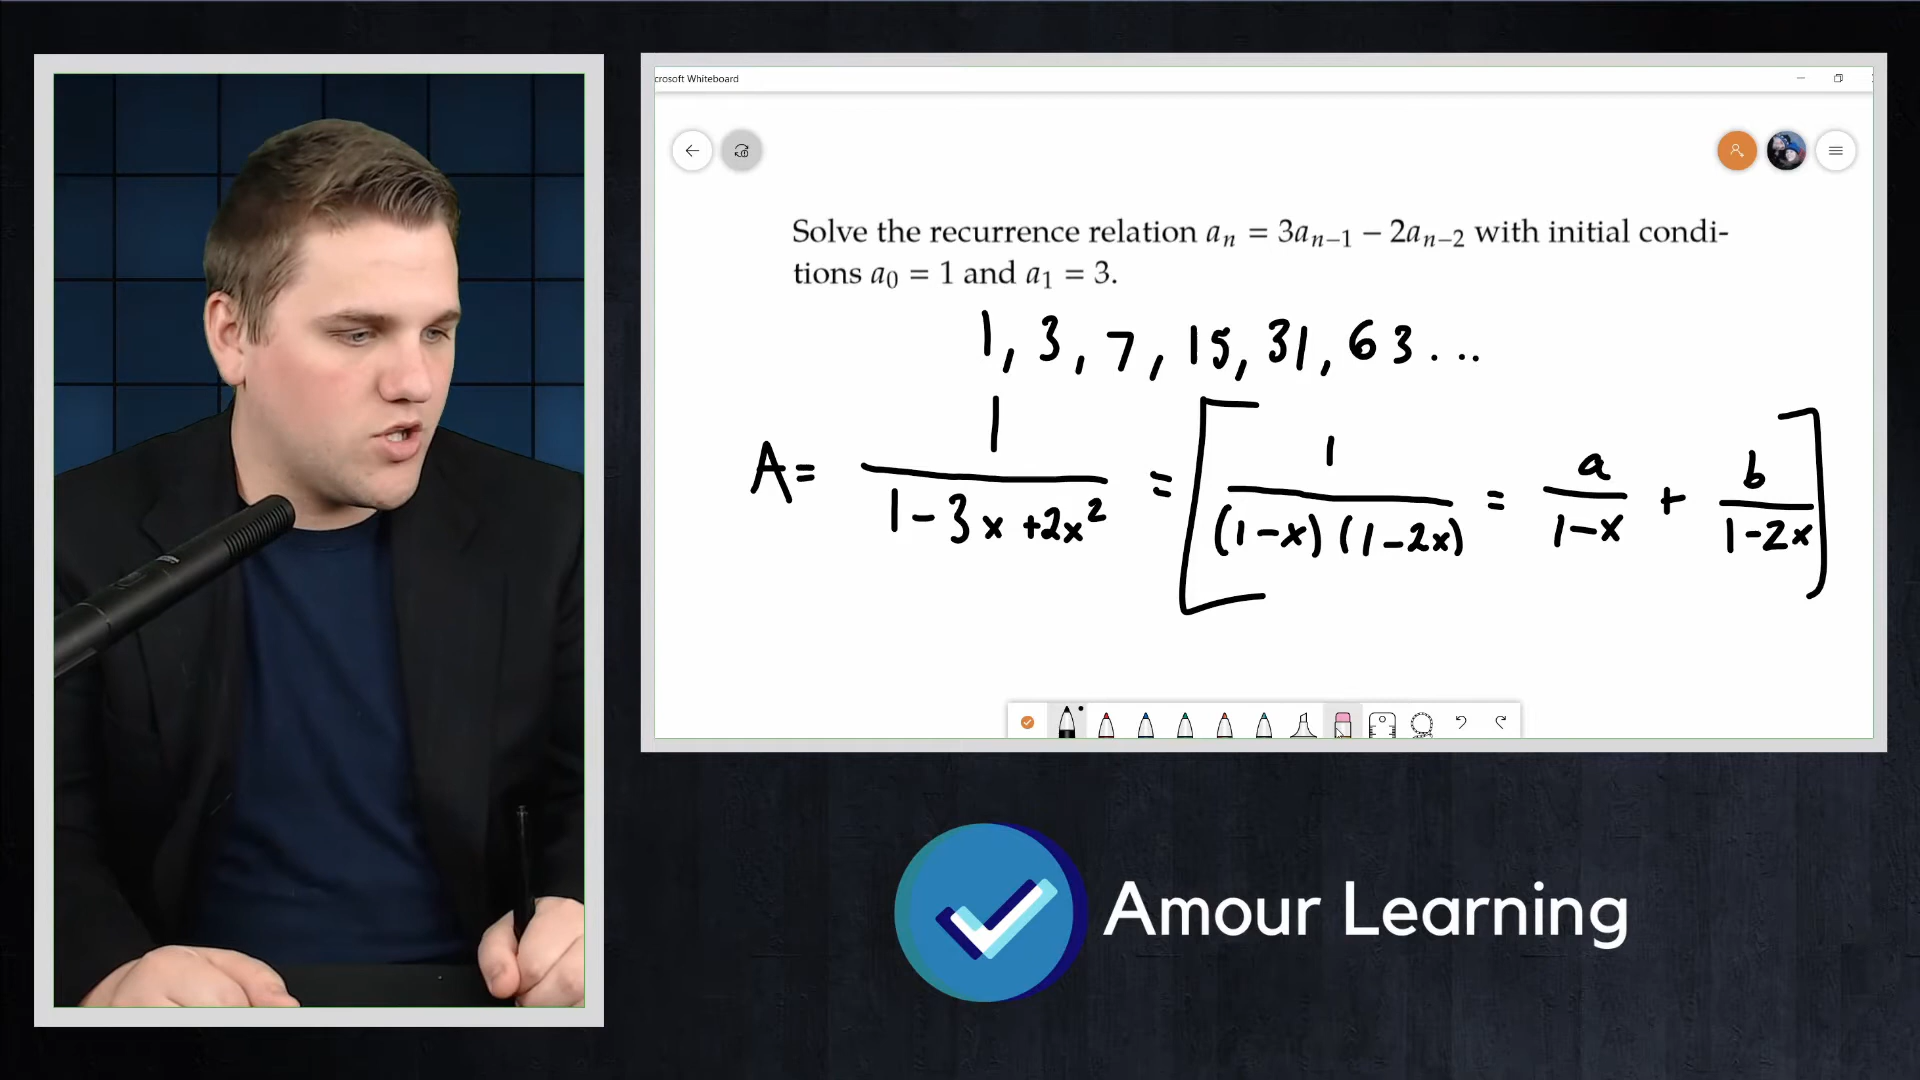 crosoft Whiteboard
Solve the recurrence relation aₙ = 3aₙ₋₁ − 2aₙ₋₂ with initial condi-
tions a₀ = 1 and a₁ = 3.
1, 3, 7, 15, 31, 63...
A = 1/(1-3x+2x²) = [1/((1-x)(1-2x)) = a/(1-x) + b/(1-2x)]
Amour Learning